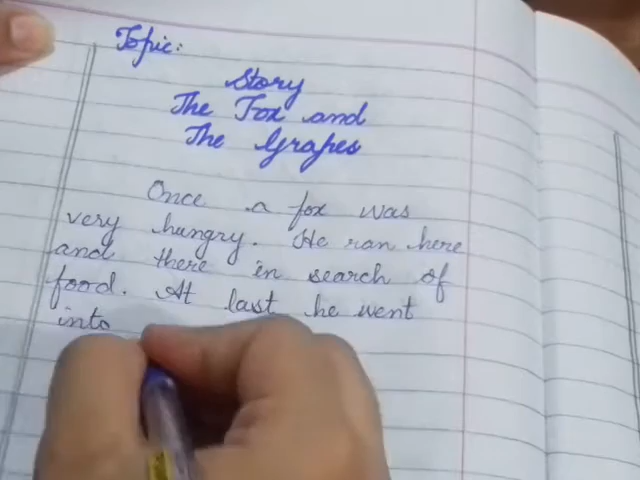 Topic:
Story
The Fox and
The Grapes
Once a fox was
very hungry. He ran here
and there in search of
food. At last he went
into